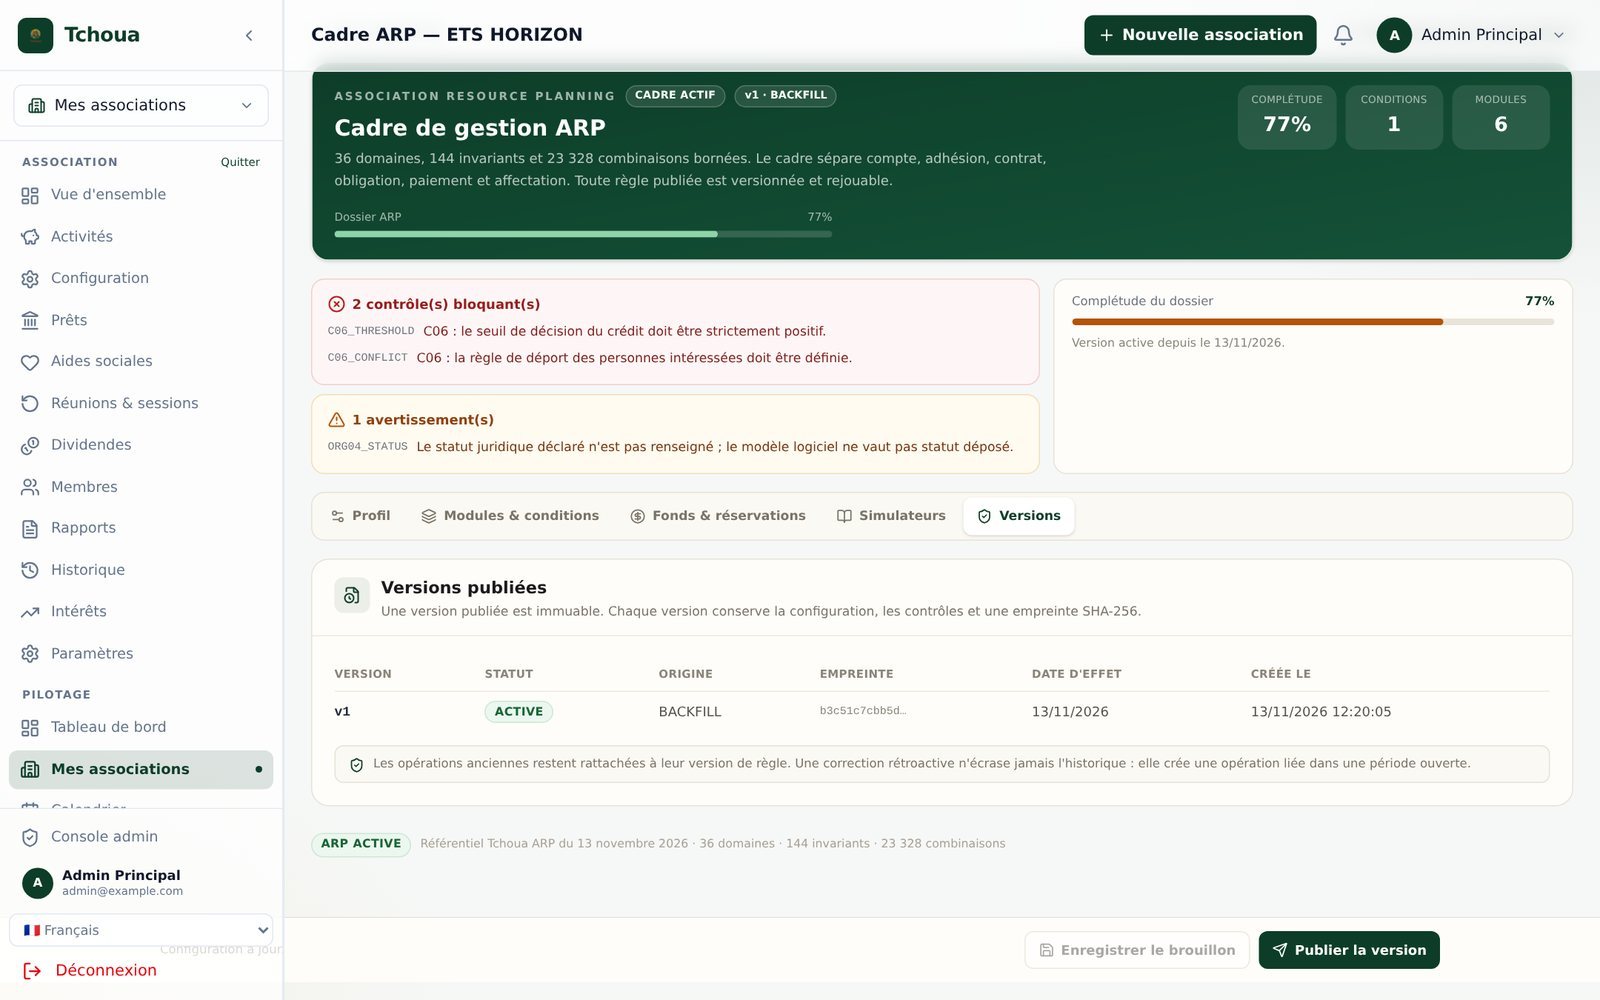 Tchoua
Mes associations
ASSOCIATION
Quitter
Vue d'ensemble
Activités
Configuration
Prêts
Aides sociales
Réunions & sessions
Dividendes
Membres
Rapports
Historique
Intérêts
Paramètres
PILOTAGE
Tableau de bord
Mes associations
Calendrier
Console admin
A
Admin Principal
admin@example.com
Français
Configuration à jour
Déconnexion
Cadre ARP — ETS HORIZON
Nouvelle association
A
Admin Principal
ASSOCIATION RESOURCE PLANNING
CADRE ACTIF
v1 · BACKFILL
Cadre de gestion ARP
36 domaines, 144 invariants et 23 328 combinaisons bornées. Le cadre sépare compte, adhésion, contrat,
obligation, paiement et affectation. Toute règle publiée est versionnée et rejouable.
Dossier ARP
77%
COMPLÉTUDE
77%
CONDITIONS
1
MODULES
6
2 contrôle(s) bloquant(s)
C06_THRESHOLD C06 : le seuil de décision du crédit doit être strictement positif.
C06_CONFLICT C06 : la règle de déport des personnes intéressées doit être définie.
1 avertissement(s)
ORG04_STATUS Le statut juridique déclaré n'est pas renseigné ; le modèle logiciel ne vaut pas statut déposé.
Complétude du dossier
77%
Version active depuis le 13/11/2026.
Profil
Modules & conditions
Fonds & réservations
Simulateurs
Versions
Versions publiées
Une version publiée est immuable. Chaque version conserve la configuration, les contrôles et une empreinte SHA-256.
VERSION STATUT ORIGINE EMPREINTE DATE D'EFFET CRÉÉE LE
v1 ACTIVE BACKFILL b3c51c7cbb5d… 13/11/2026 13/11/2026 12:20:05
Les opérations anciennes restent rattachées à leur version de règle. Une correction rétroactive n'écrase jamais l'historique : elle crée une opération liée dans une période ouverte.
ARP ACTIVE
Référentiel Tchoua ARP du 13 novembre 2026 · 36 domaines · 144 invariants · 23 328 combinaisons
Enregistrer le brouillon
Publier la version